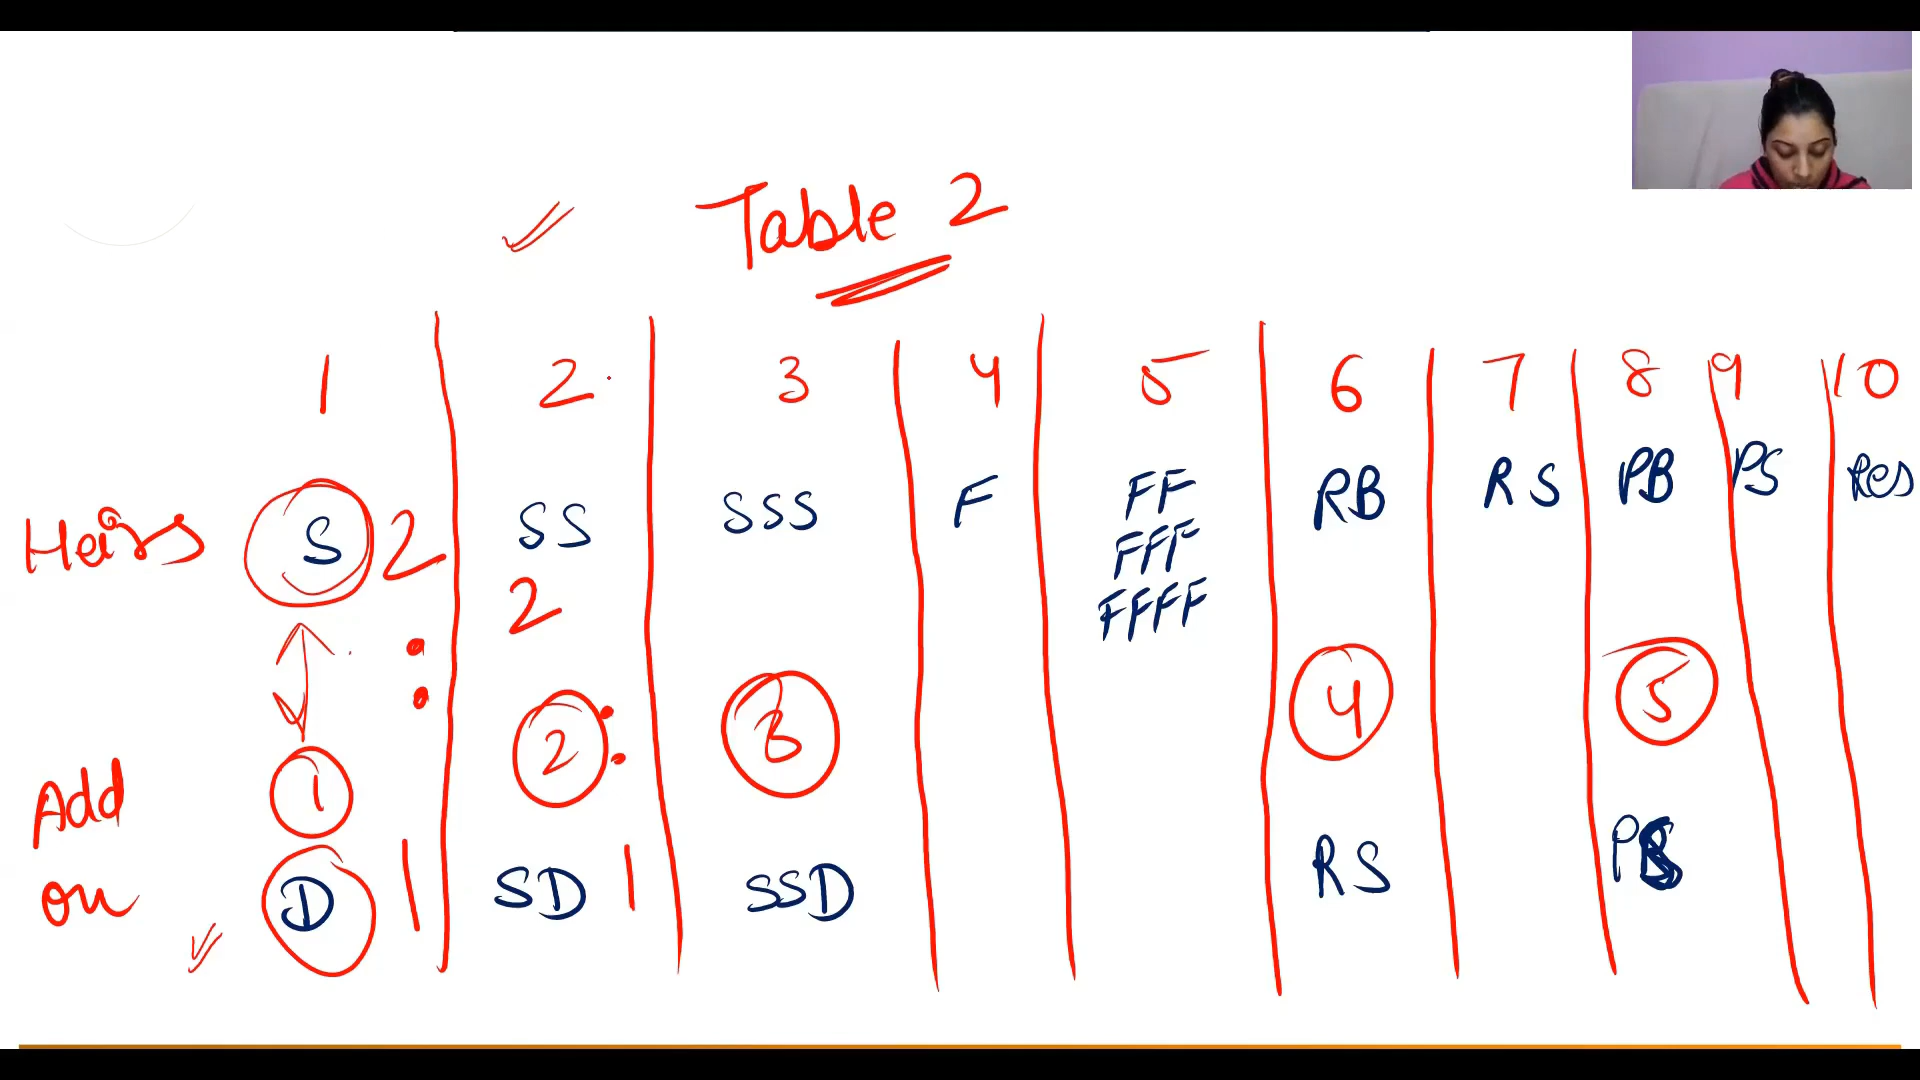 Table 2
1 2 3 4 5 6 7 8 9 10
Heirs S 2 SS SSS F FF RB RS PB PS Res
FFF
2 FFFF
:
1 2 : 3 4 5
Add
on D 1 SD 1 SSD RS PS